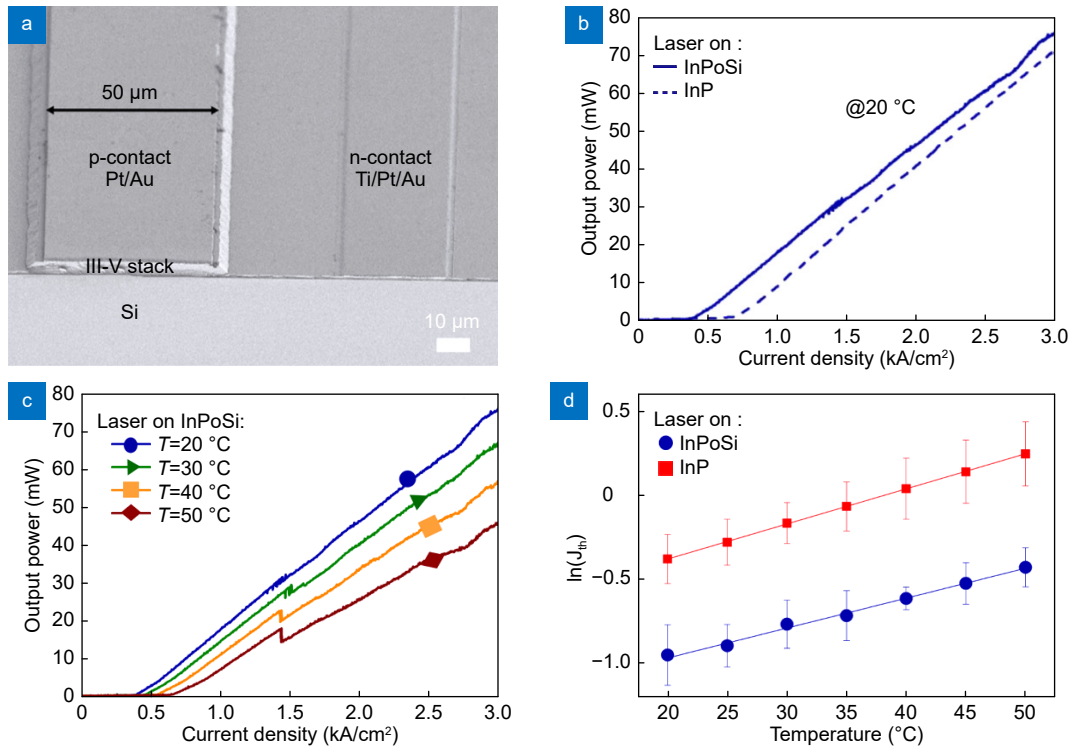 a
50 μm
p-contact
Pt/Au
n-contact
Ti/Pt/Au
III-V stack
Si
10 μm
b
Laser on :
InPoSi
InP
@20 °C
80
70
60
50
40
30
20
10
0
Output power (mW)
0
0.5
1.0
1.5
2.0
2.5
3.0
Current density (kA/cm²)
c
Laser on InPoSi:
T=20 °C
T=30 °C
T=40 °C
T=50 °C
80
70
60
50
40
30
20
10
0
Output power (mW)
0
0.5
1.0
1.5
2.0
2.5
3.0
Current density (kA/cm²)
d
Laser on :
InPoSi
InP
0.5
0
−0.5
−1.0
ln(Jth)
20
25
30
35
40
45
50
Temperature (°C)